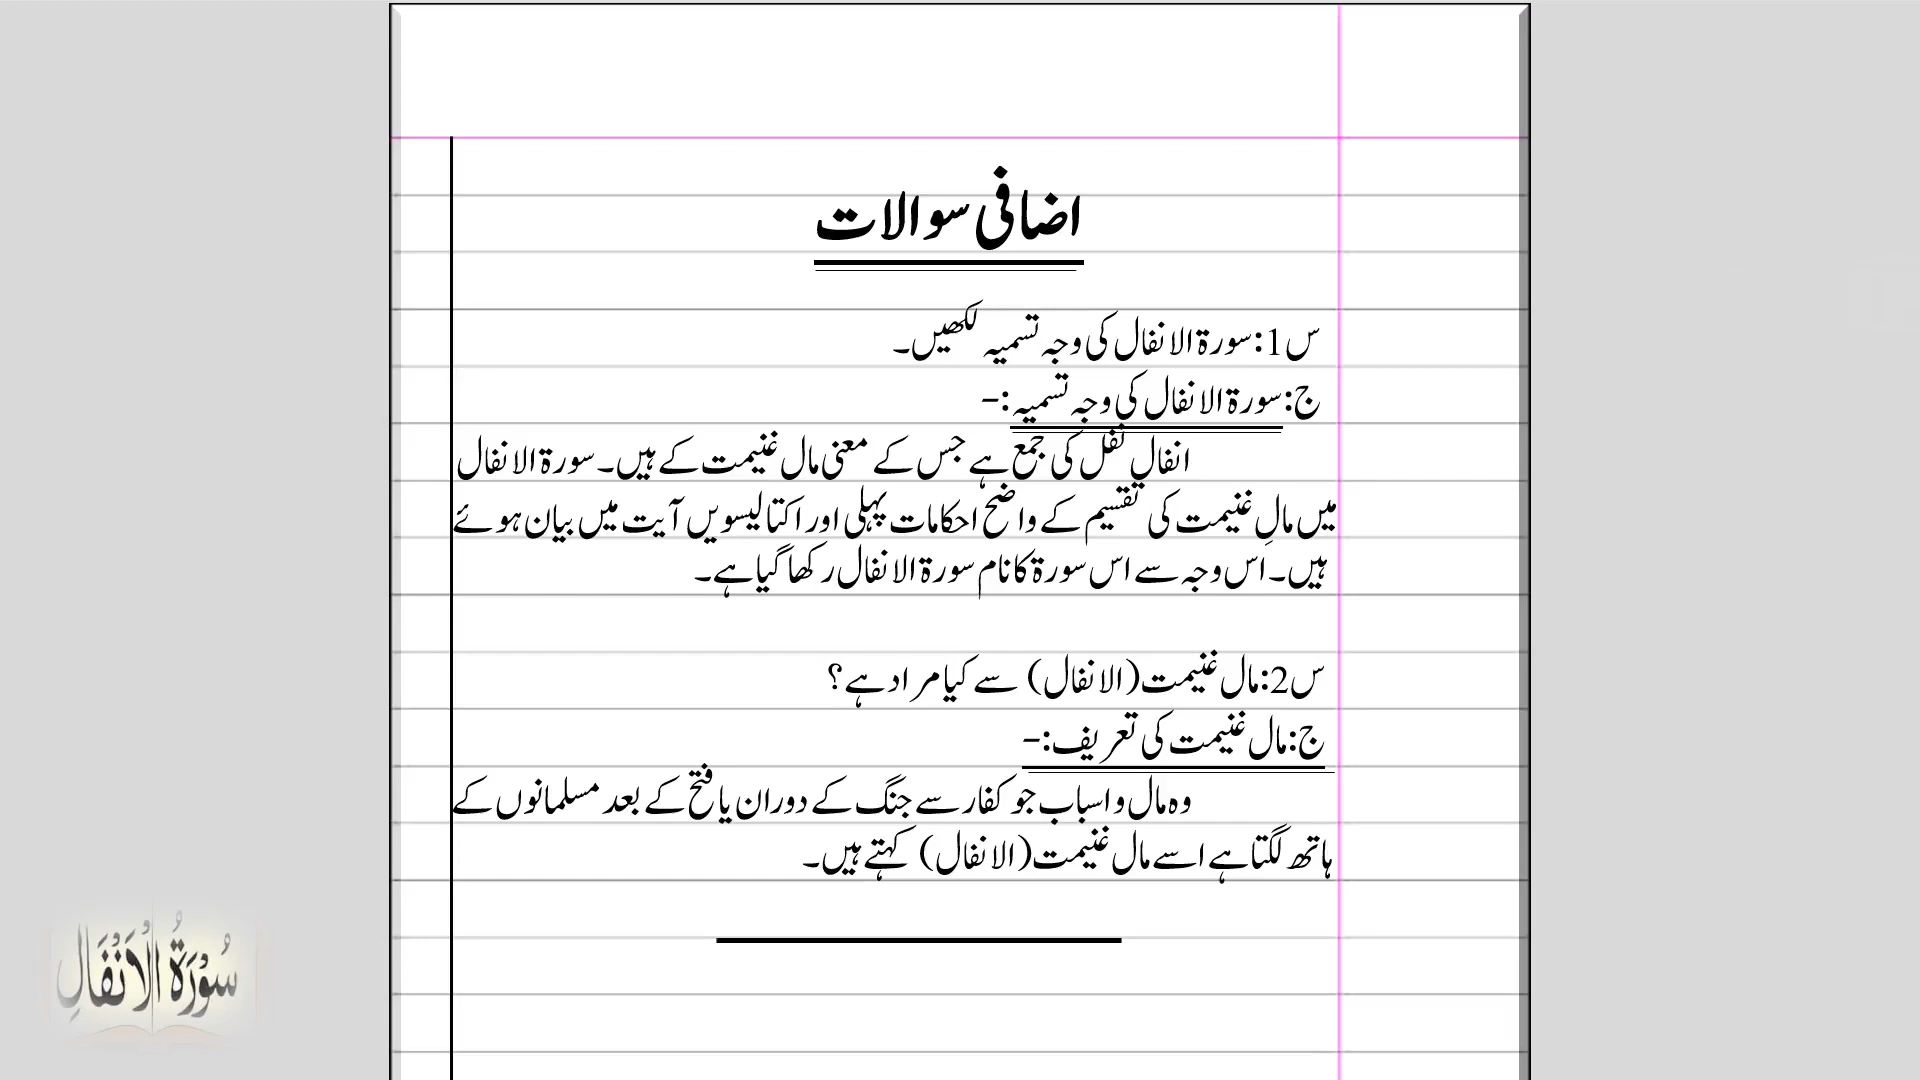 اضافی سوالات
س1:سورۃ الانفال کی وجہ تسمیہ لکھیں۔
ج:سورۃ الانفال کی وجہ تسمیہ:-
انفال نفل کی جمع ہے جس کے معنی مال غنیمت کے ہیں۔سورۃ الانفال
میں مالِ غنیمت کی تقسیم کے واضح احکامات پہلی اور اکتالیسویں آیت میں بیان ہوئے
ہیں۔اس وجہ سے اس سورۃ کا نام سورۃ الانفال رکھا گیا ہے۔
س2:مال غنیمت(الانفال) سے کیا مراد ہے؟
ج:مال غنیمت کی تعریف:-
وہ مال و اسباب جو کفار سے جنگ کے دوران یا فتح کے بعد مسلمانوں کے
ہاتھ لگتا ہے اسے مال غنیمت(الانفال) کہتے ہیں۔
سُوْرَةُ الْاَنْفَالِ